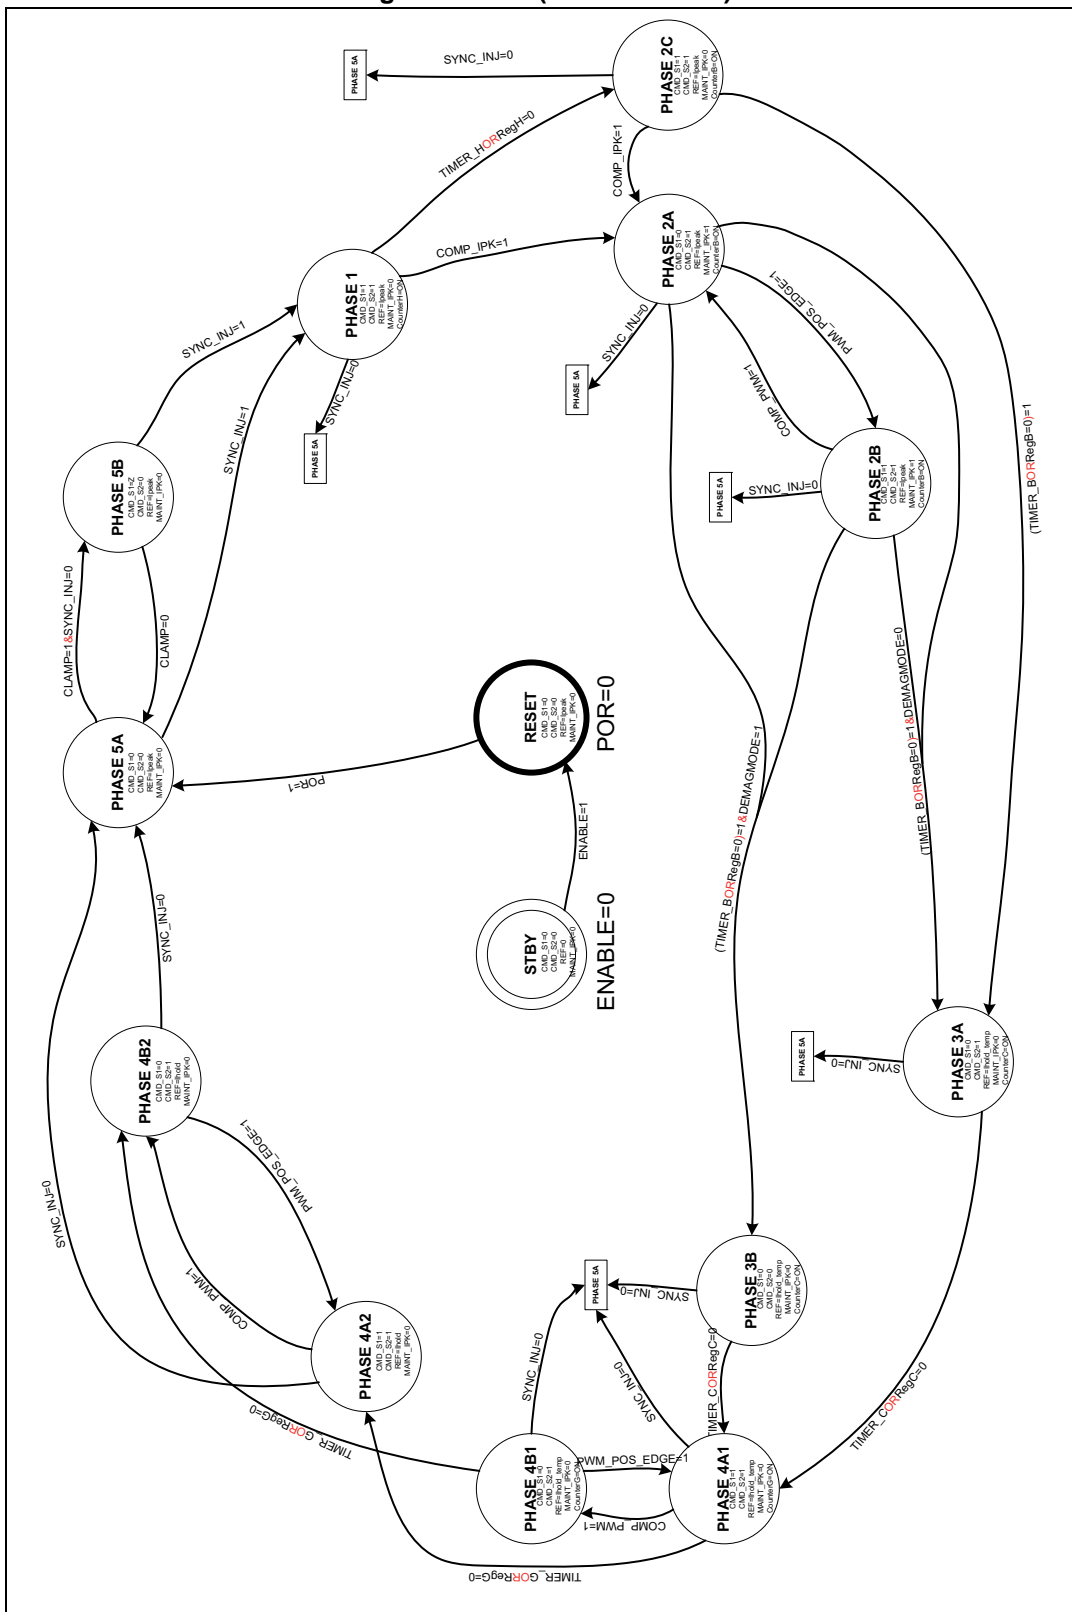 PHASE 2C
CMD_S1=1
CMD_S2=1
REF=Ipeak
MAINT_IPK=0
CounterB=ON
SYNC_INJ=0
PHASE 5A
TIMER_HORRegH=0
COMP_IPK=1
PHASE 2A
CMD_S1=0
CMD_S2=1
REF=Ipeak
MAINT_IPK=1
CounterB=ON
COMP_IPK=1
PHASE 1
CMD_S1=1
CMD_S2=1
REF=Ipeak
MAINT_IPK=0
CounterH=ON
SYNC_INJ=0
PHASE 5A
SYNC_INJ=1
SYNC_INJ=1
SYNC_INJ=0
PHASE 5A
PWM_POS_EDGE=1
COMP_PWM=1
PHASE 2B
CMD_S1=1
CMD_S2=1
REF=Ipeak
MAINT_IPK=1
CounterB=ON
SYNC_INJ=0
PHASE 5A
(TIMER_BORRegB=0)=1
PHASE 5B
CMD_S1=Z
CMD_S2=0
REF=Ipeak
MAINT_IPK=0
CLAMP=1&SYNC_INJ=0
CLAMP=0
PHASE 5A
CMD_S1=0
CMD_S2=0
REF=Ipeak
MAINT_IPK=0
POR=1
RESET
CMD_S1=0
CMD_S2=0
REF=Ipeak
MAINT_IPK=0
POR=0
ENABLE=1
STBY
CMD_S1=0
CMD_S2=0
REF=0
MAINT_IPK=0
ENABLE=0
(TIMER_BORRegB=0)=1&DEMAGMODE=1
(TIMER_BORRegB=0)=1&DEMAGMODE=0
SYNC_INJ=0
SYNC_INJ=0
PHASE 4B2
CMD_S1=0
CMD_S2=1
REF=Ihold
MAINT_IPK=0
PWM_POS_EDGE=1
COMP_PWM=1
PHASE 4A2
CMD_S1=1
CMD_S2=1
REF=Ihold
MAINT_IPK=0
PHASE 3A
CMD_S1=0
CMD_S2=1
REF=Ihold_temp
MAINT_IPK=0
CounterC=ON
SYNC_INJ=0
PHASE 5A
PHASE 3B
CMD_S1=0
CMD_S2=0
REF=Ihold_temp
MAINT_IPK=0
CounterC=ON
SYNC_INJ=0
PHASE 5A
SYNC_INJ=0
SYNC_INJ=0
TIMER_CORRegC=0
TIMER_CORRegC=0
TIMER_GORRegG=0
PHASE 4B1
CMD_S1=0
CMD_S2=1
REF=Ihold_temp
MAINT_IPK=0
CounterG=ON
PWM_POS_EDGE=1
COMP_PWM=1
PHASE 4A1
CMD_S1=1
CMD_S2=1
REF=Ihold_temp
MAINT_IPK=0
CounterG=ON
TIMER_GORRegG=0